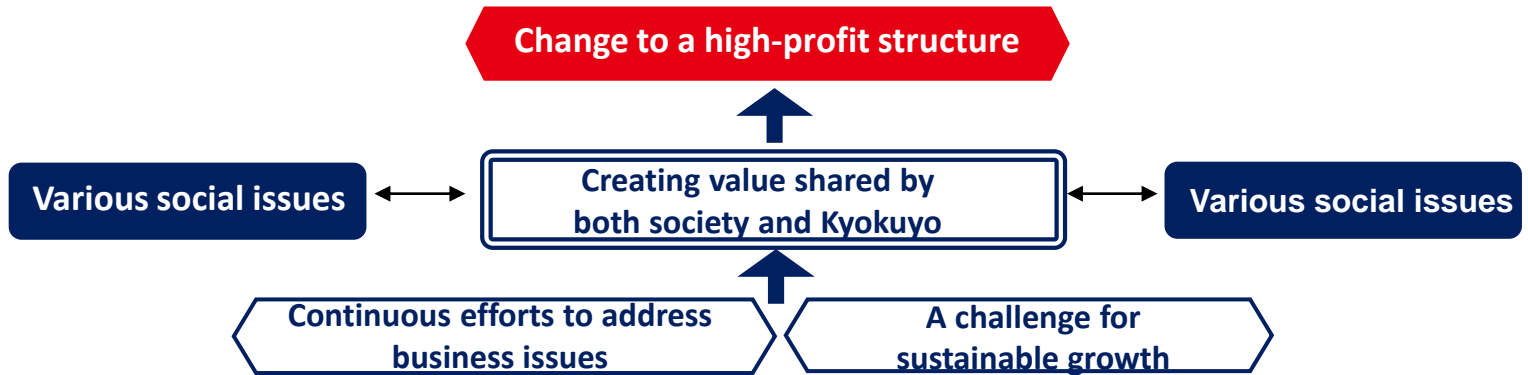 Change to a high-profit structure
Various social issues
Creating value shared by
both society and Kyokuyo
Various social issues
Continuous efforts to address
business issues
A challenge for
sustainable growth